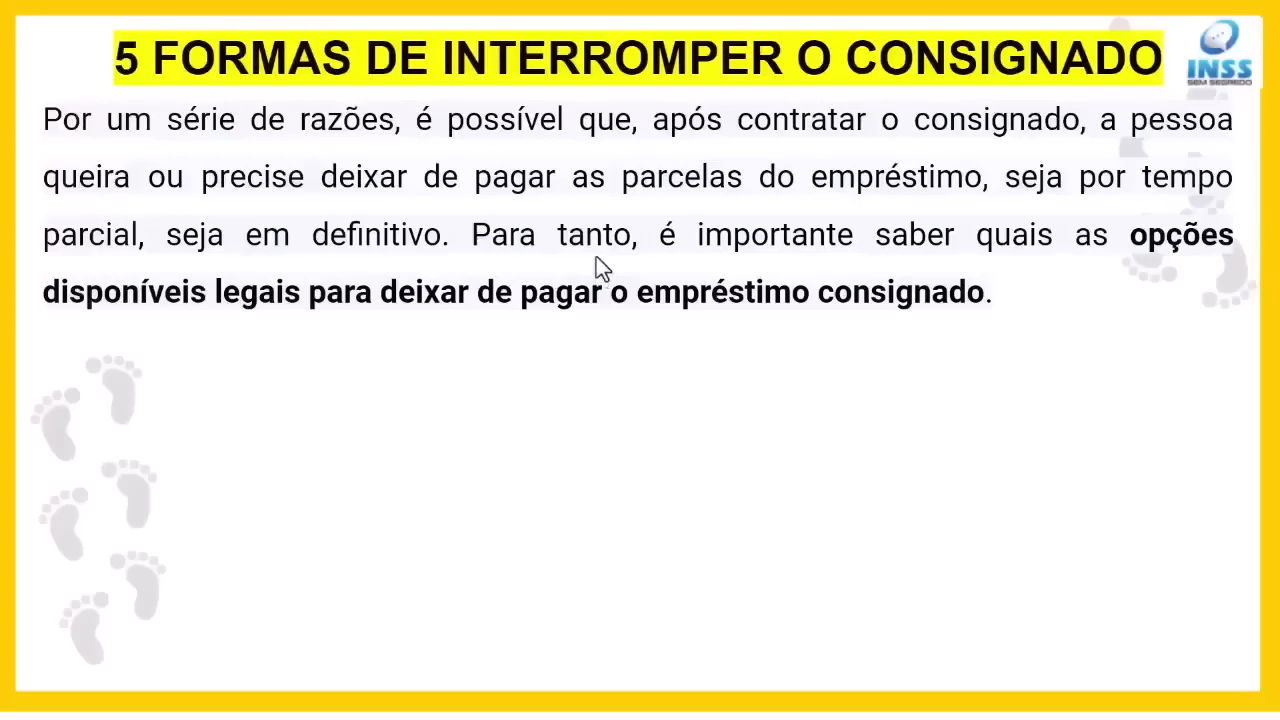 5 FORMAS DE INTERROMPER O CONSIGNADO
INSS
SEM SEGREDO
Por um série de razões, é possível que, após contratar o consignado, a pessoa
queira ou precise deixar de pagar as parcelas do empréstimo, seja por tempo
parcial, seja em definitivo. Para tanto, é importante saber quais as opções
disponíveis legais para deixar de pagar o empréstimo consignado.